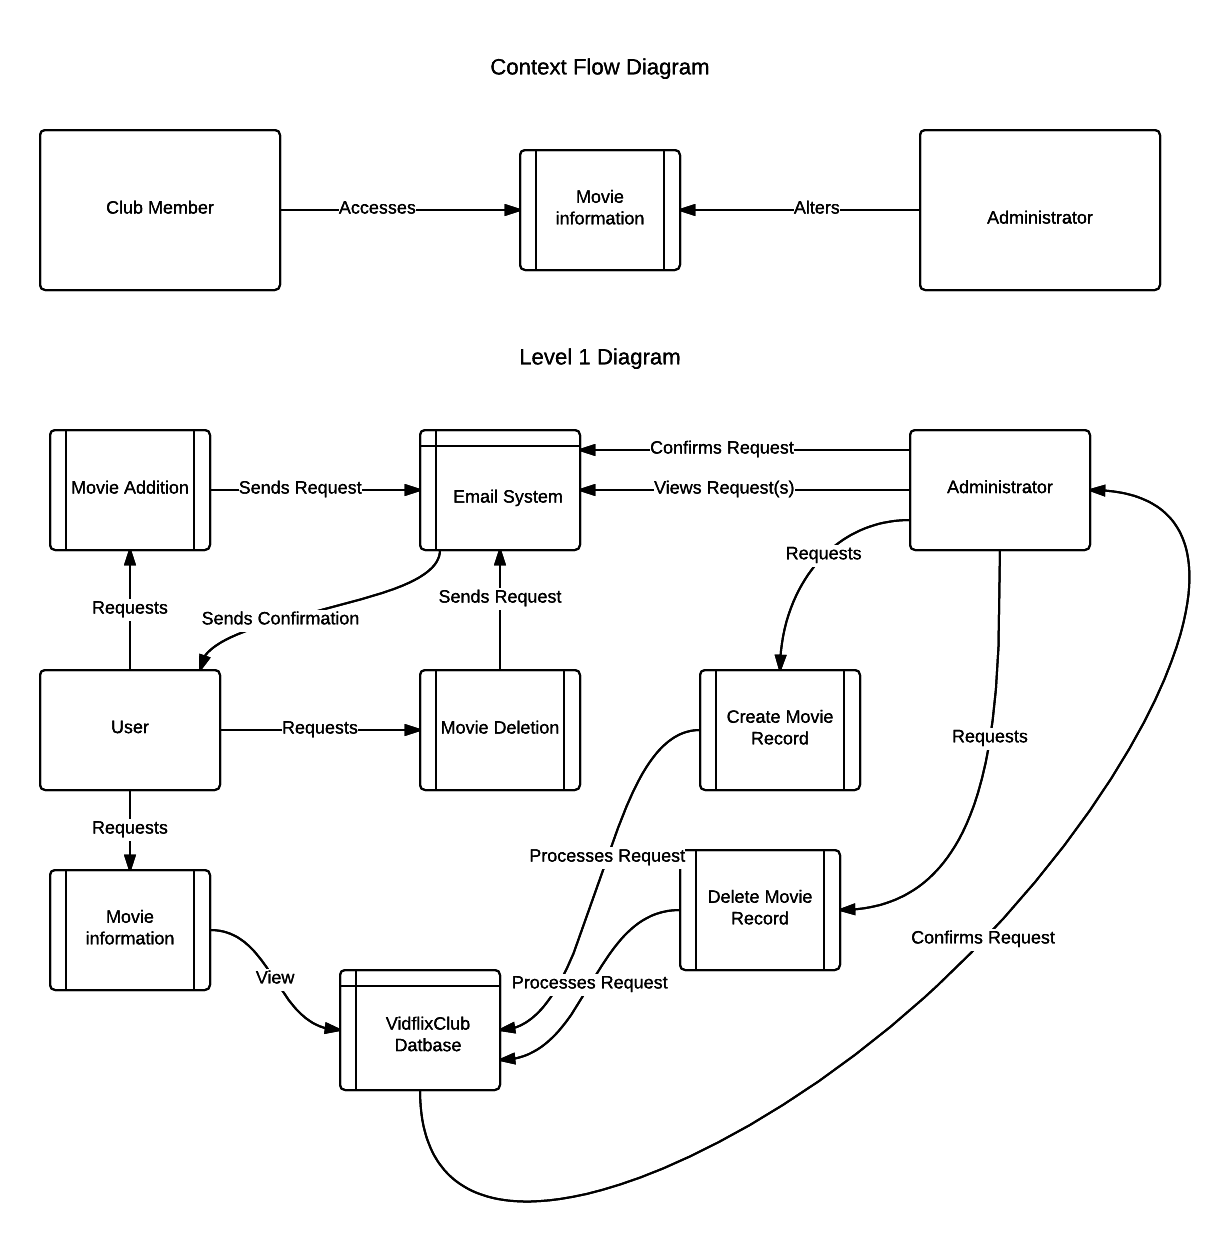 Context Flow Diagram
Club Member
Accesses
Movie
information
Alters
Administrator
Level 1 Diagram
Movie Addition
Sends Request
Email System
Confirms Request
Views Request(s)
Administrator
Requests
Requests
Sends Confirmation
Sends Request
User
Requests
Movie Deletion
Create Movie
Record
Requests
Requests
Processes Request
Movie
information
Delete Movie
Record
Confirms Request
View
Processes Request
VidflixClub
Datbase